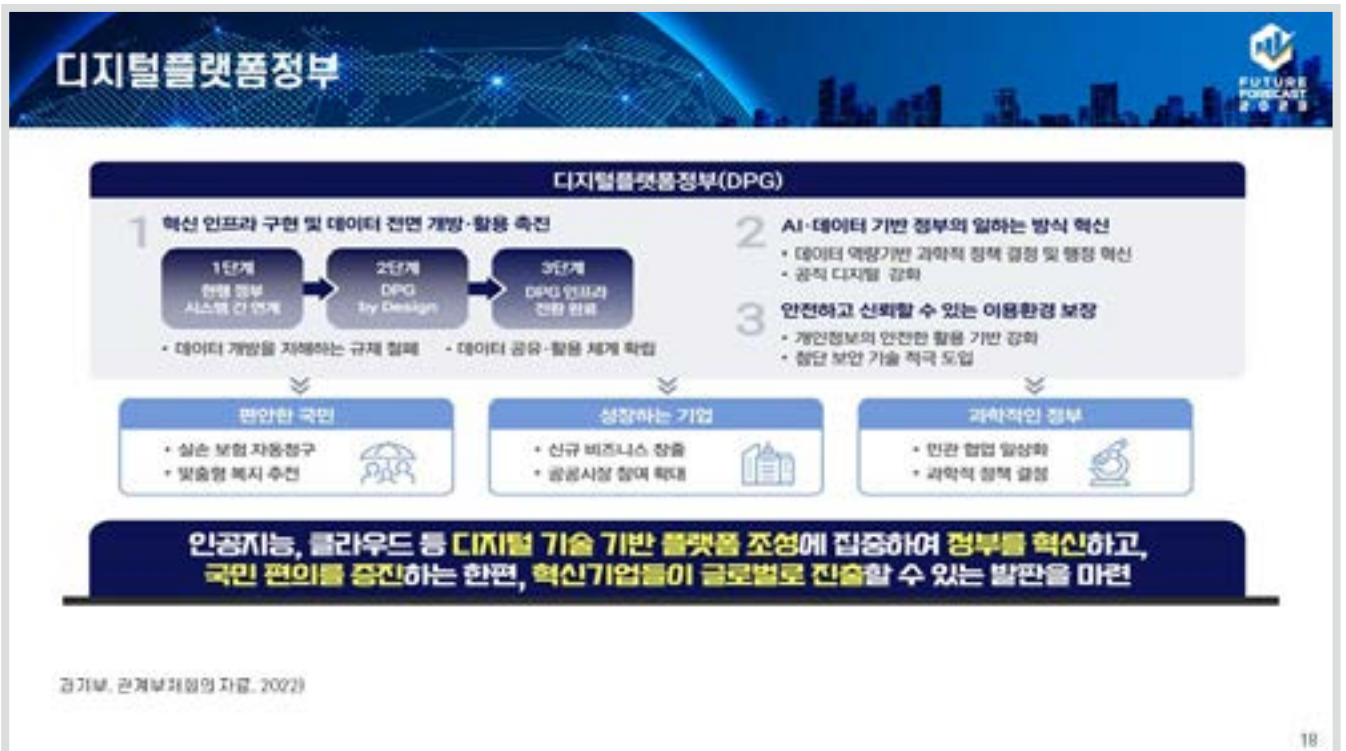 디지털플랫폼정부
FUTURE
FORECAST
2023
디지털플랫폼정부(DPG)
1 혁신 인프라 구현 및 데이터 전면 개방·활용 촉진
1단계
현행 정부
시스템 간 연계
2단계
DPG
by Design
3단계
DPG 인프라
전환 완료
• 데이터 개방을 저해하는 규제 철폐
• 데이터 공유·활용 체계 확립
2 AI·데이터 기반 정부의 일하는 방식 혁신
• 데이터 역량기반 과학적 정책 결정 및 행정 혁신
• 공직 디지털 강화
3 안전하고 신뢰할 수 있는 이용환경 보장
• 개인정보의 안전한 활용 기반 강화
• 첨단 보안 기술 적극 도입
편안한 국민
• 실손 보험 자동청구
• 맞춤형 복지 추천
성장하는 기업
• 신규 비즈니스 창출
• 공공시장 참여 확대
과학적인 정부
• 민관 협업 일상화
• 과학적 정책 결정
인공지능, 클라우드 등 디지털 기술 기반 플랫폼 조성에 집중하여 정부를 혁신하고,
국민 편의를 증진하는 한편, 혁신기업들이 글로벌로 진출할 수 있는 발판을 마련
관계부처협의 자료, 2022)
18